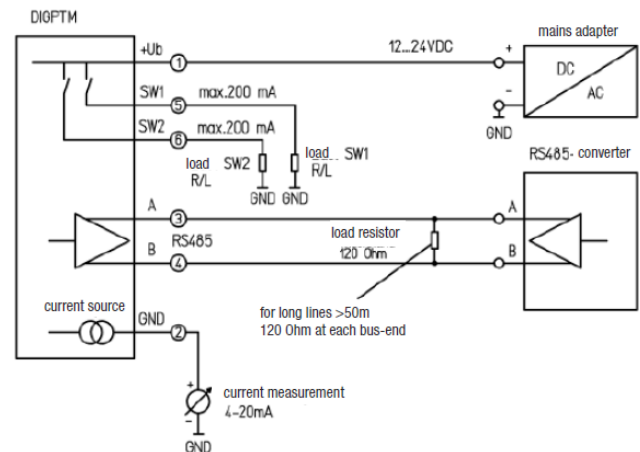 DIGPTM
mains adapter
+Ub
1
12...24VDC
+
DC
AC
-
GND
SW1
5
max.200 mA
SW2
6
max.200 mA
load
R/L
SW2
load
R/L
SW1
GND GND
RS485- converter
A
3
A
RS485
load resistor
120 Ohm
B
4
B
for long lines >50m
120 Ohm at each bus-end
current source
GND
2
+
current measurement
4-20mA
-
GND